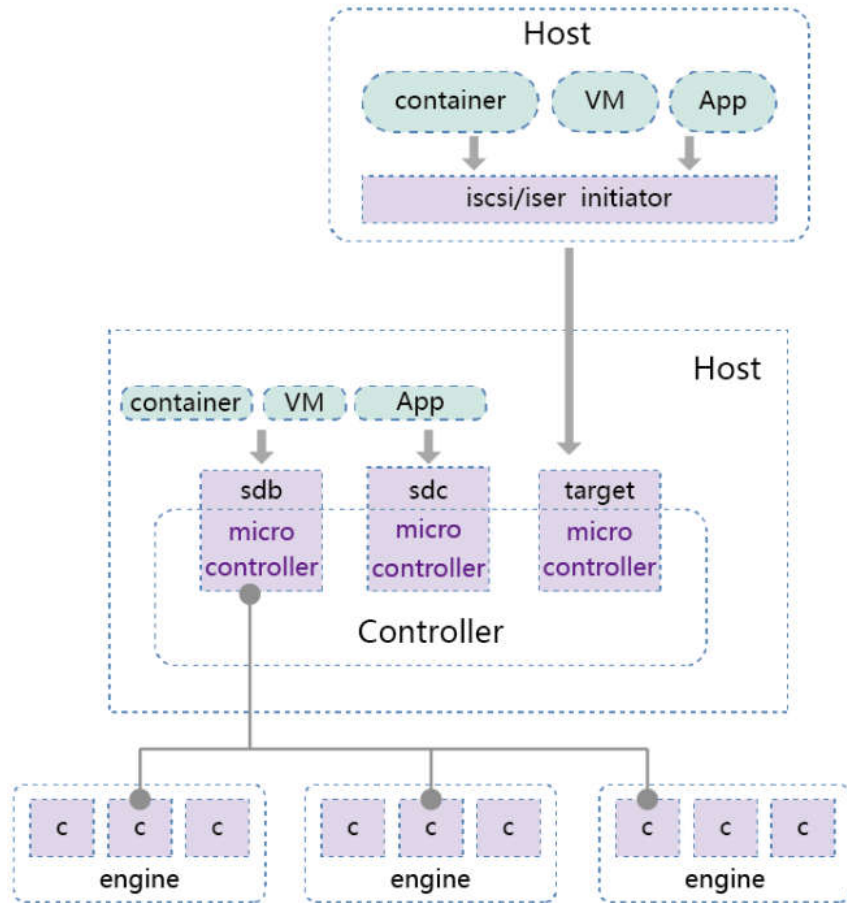 Host
container VM App
iscsi/iser initiator
Host
container VM App
sdb sdc target
micro micro micro
controller controller controller
Controller
c c c c c c c c c
engine engine engine